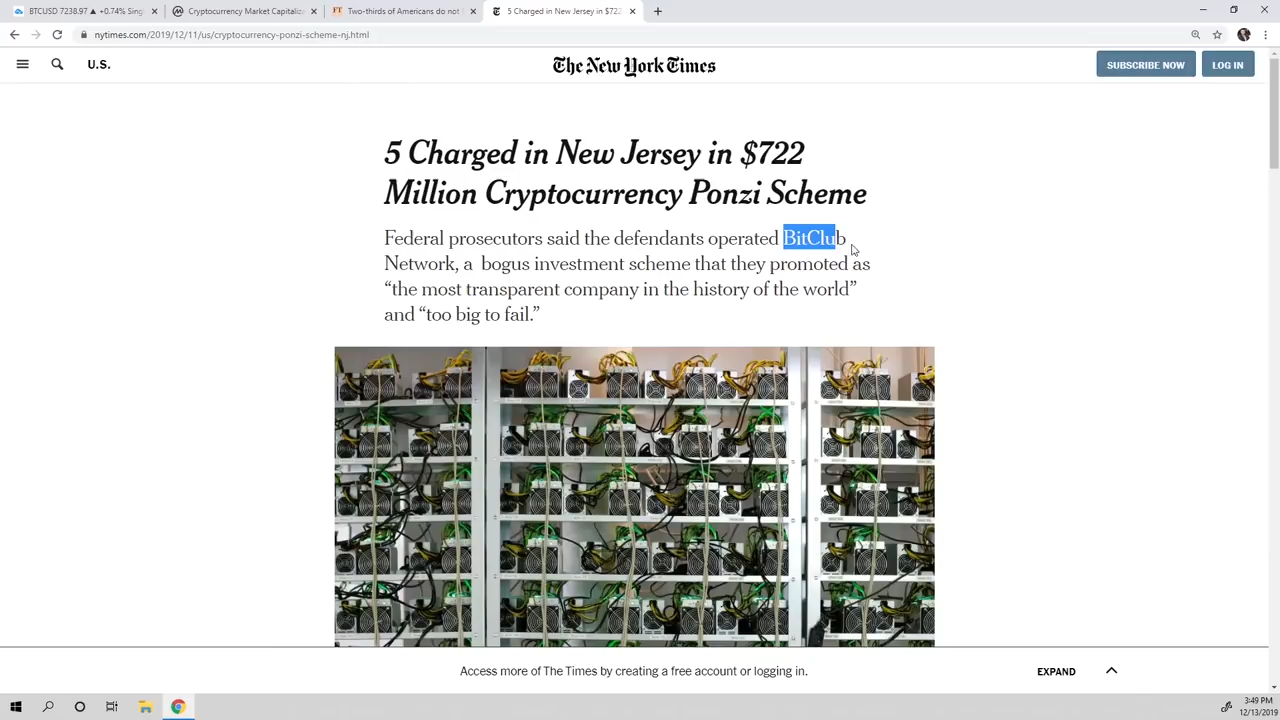 BTCUSD 7238.97 ▲ +0.74% Sing
Cryptocurrency Market Capitaliz
FT
Two-thirds of Americans do not
5 Charged in New Jersey in $722
nytimes.com/2019/12/11/us/cryptocurrency-ponzi-scheme-nj.html
U.S.
The New York Times
SUBSCRIBE NOW
LOG IN
5 Charged in New Jersey in $722
Million Cryptocurrency Ponzi Scheme
Federal prosecutors said the defendants operated BitClub
Network, a bogus investment scheme that they promoted as
“the most transparent company in the history of the world”
and “too big to fail.”
Access more of The Times by creating a free account or logging in.
EXPAND
3:49 PM
12/13/2019